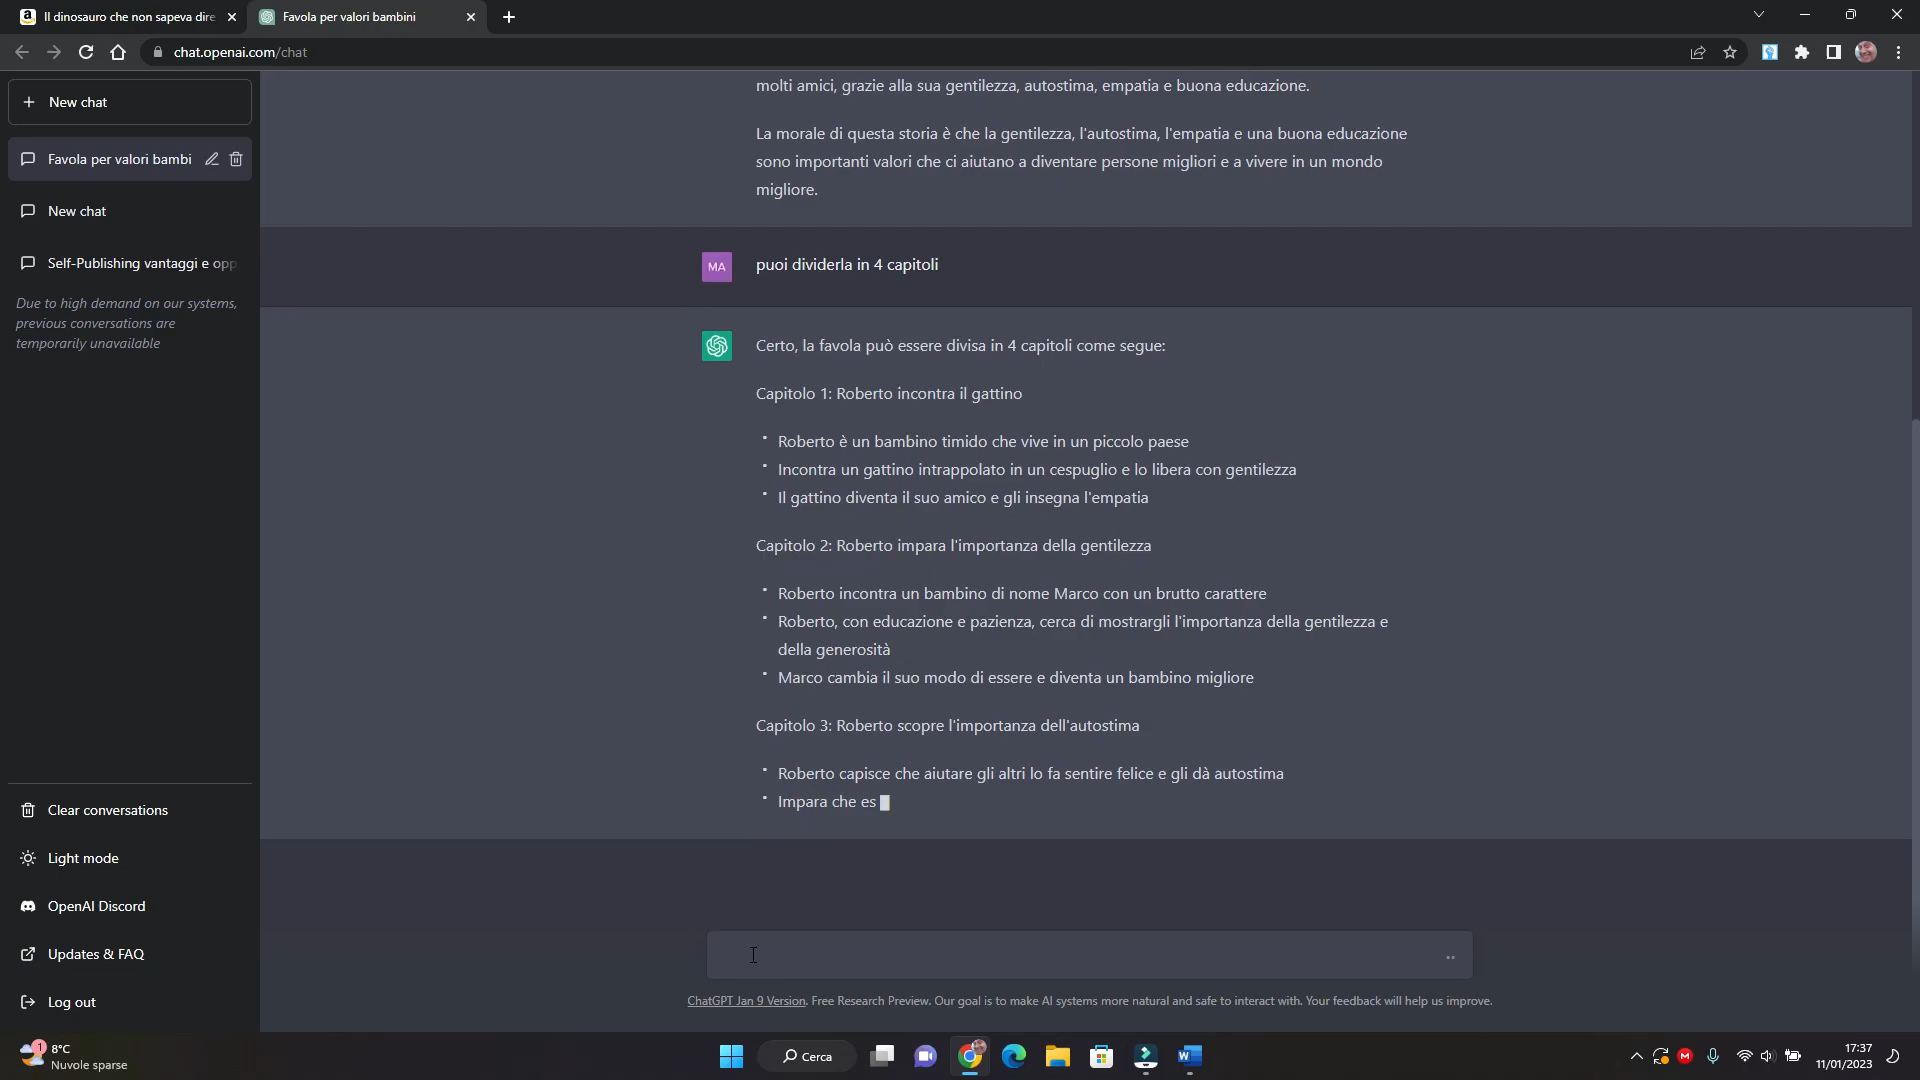 Il dinosauro che non sapeva dire
Favola per valori bambini
chat.openai.com/chat
New chat
Favola per valori bambi
New chat
Self-Publishing vantaggi e opp
Due to high demand on our systems,
previous conversations are
temporarily unavailable
Clear conversations
Light mode
OpenAI Discord
Updates & FAQ
Log out
molti amici, grazie alla sua gentilezza, autostima, empatia e buona educazione.
La morale di questa storia è che la gentilezza, l'autostima, l'empatia e una buona educazione
sono importanti valori che ci aiutano a diventare persone migliori e a vivere in un mondo
migliore.
MA
puoi dividerla in 4 capitoli
Certo, la favola può essere divisa in 4 capitoli come segue:
Capitolo 1: Roberto incontra il gattino
• Roberto è un bambino timido che vive in un piccolo paese
• Incontra un gattino intrappolato in un cespuglio e lo libera con gentilezza
• Il gattino diventa il suo amico e gli insegna l'empatia
Capitolo 2: Roberto impara l'importanza della gentilezza
• Roberto incontra un bambino di nome Marco con un brutto carattere
• Roberto, con educazione e pazienza, cerca di mostrargli l'importanza della gentilezza e
della generosità
• Marco cambia il suo modo di essere e diventa un bambino migliore
Capitolo 3: Roberto scopre l'importanza dell'autostima
• Roberto capisce che aiutare gli altri lo fa sentire felice e gli dà autostima
• Impara che es
ChatGPT Jan 9 Version. Free Research Preview. Our goal is to make AI systems more natural and safe to interact with. Your feedback will help us improve.
1
8°C
Nuvole sparse
Cerca
17:37
11/01/2023